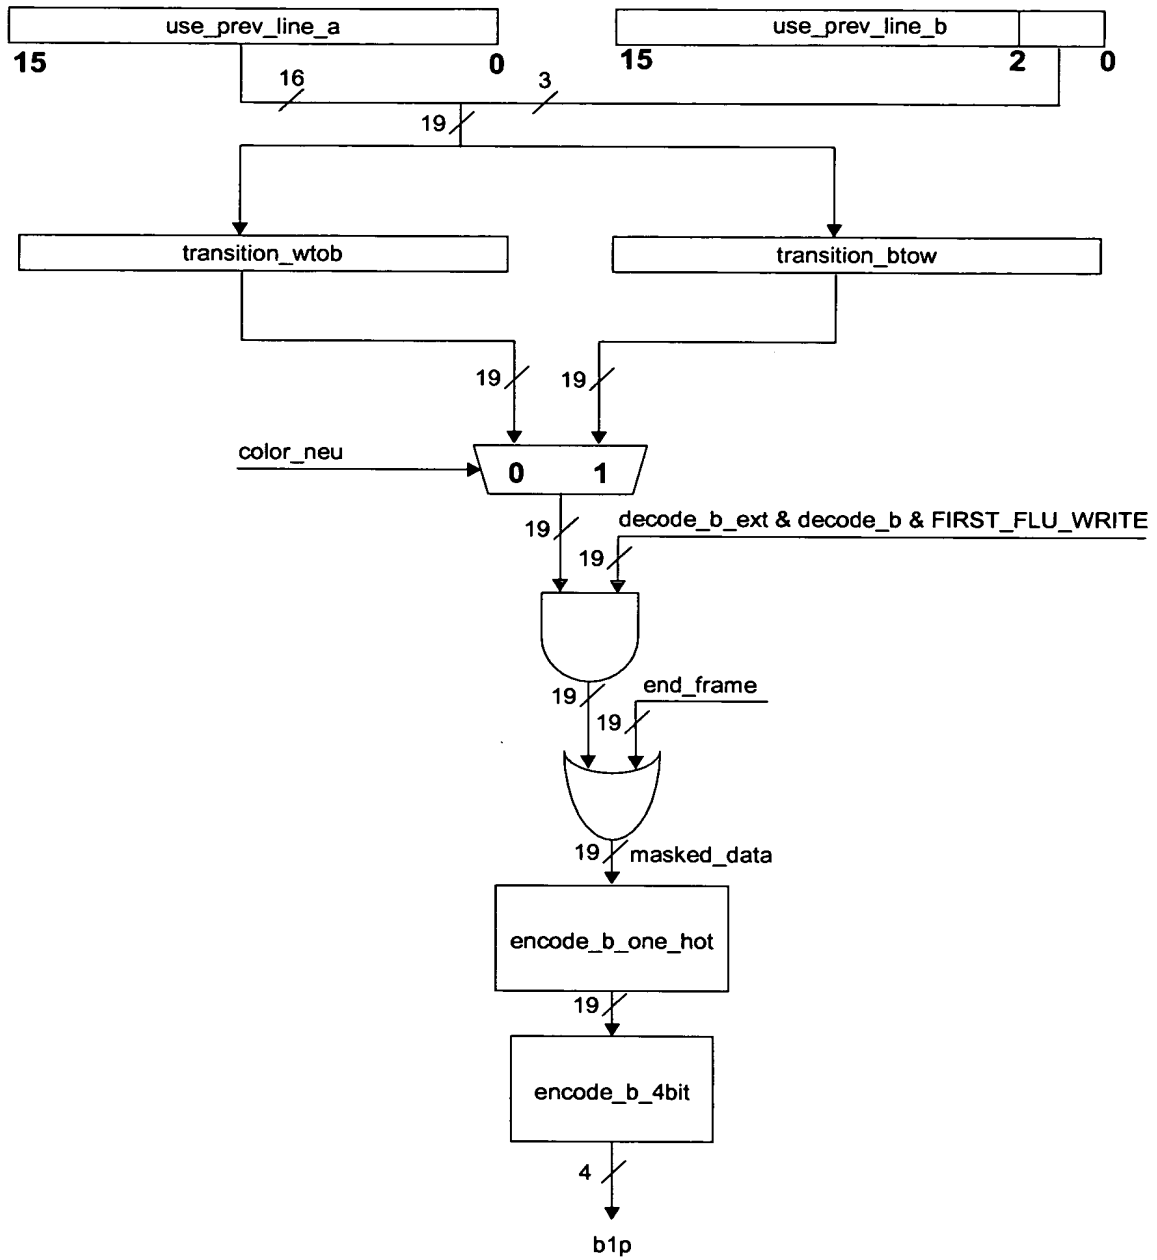 use_prev_line_a
use_prev_line_b
15
0
15
2
0
16
3
19
transition_wtob
transition_btow
19
19
color_neu
0
1
19
decode_b_ext & decode_b & FIRST_FLU_WRITE
19
19
end_frame
19
19
masked_data
encode_b_one_hot
19
encode_b_4bit
4
b1p